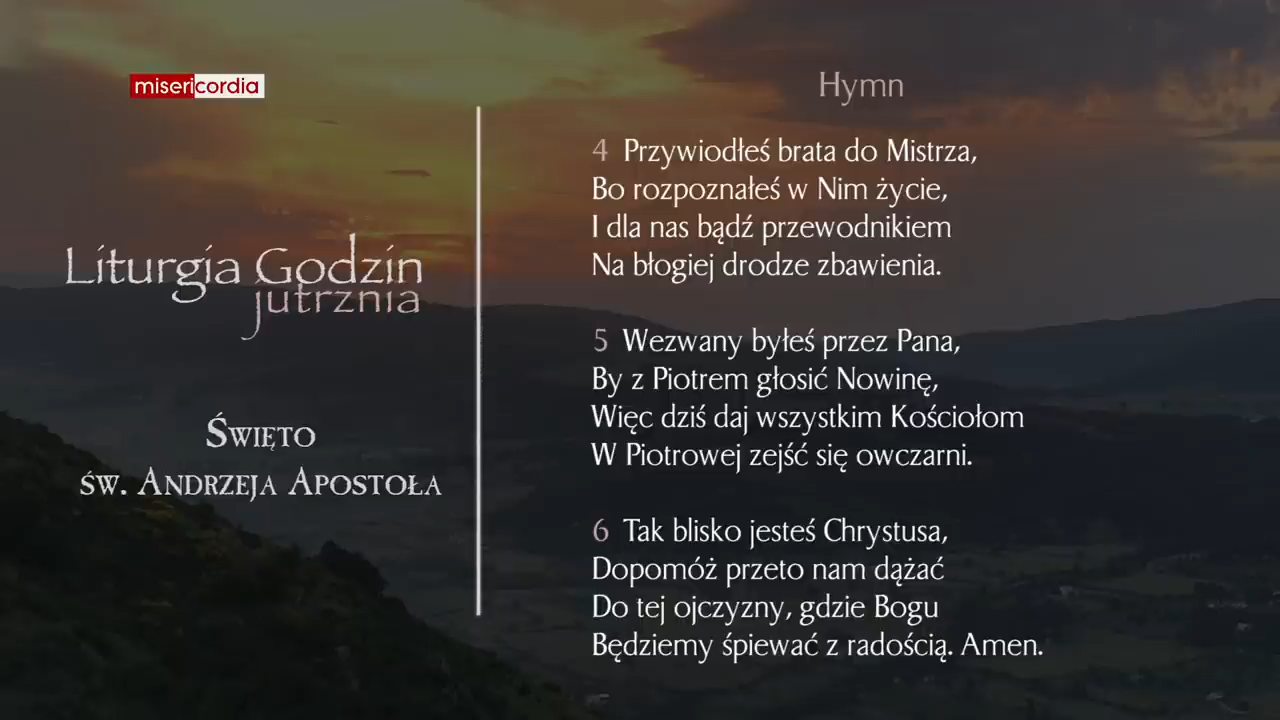 misericordia
Liturgia Godzin
jutrznia
Święto
św. Andrzeja Apostoła
Hymn
4 Przywiodłeś brata do Mistrza,
Bo rozpoznałeś w Nim życie,
I dla nas bądź przewodnikiem
Na błogiej drodze zbawienia.
5 Wezwany byłeś przez Pana,
By z Piotrem głosić Nowinę,
Więc dziś daj wszystkim Kościołom
W Piotrowej zejść się owczarni.
6 Tak blisko jesteś Chrystusa,
Dopomóż przeto nam dążać
Do tej ojczyzny, gdzie Bogu
Będziemy śpiewać z radością. Amen.